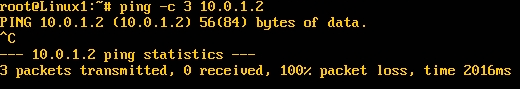 root@Linux1:~# ping -c 3 10.0.1.2
PING 10.0.1.2 (10.0.1.2) 56(84) bytes of data.
^C
--- 10.0.1.2 ping statistics ---
3 packets transmitted, 0 received, 100% packet loss, time 2016ms